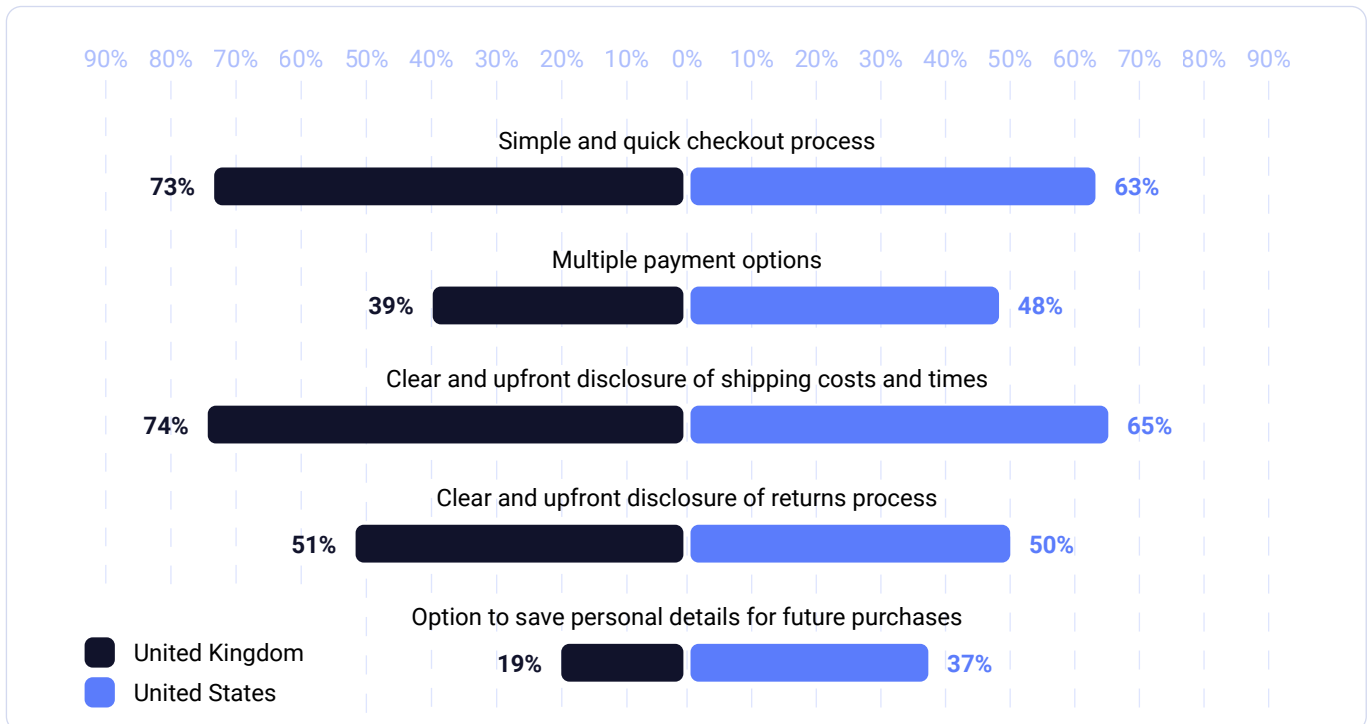 90% 80% 70% 60% 50% 40% 30% 20% 10% 0% 10% 20% 30% 40% 50% 60% 70% 80% 90%
Simple and quick checkout process
73% 63%
Multiple payment options
39% 48%
Clear and upfront disclosure of shipping costs and times
74% 65%
Clear and upfront disclosure of returns process
51% 50%
Option to save personal details for future purchases
19% 37%
United Kingdom
United States